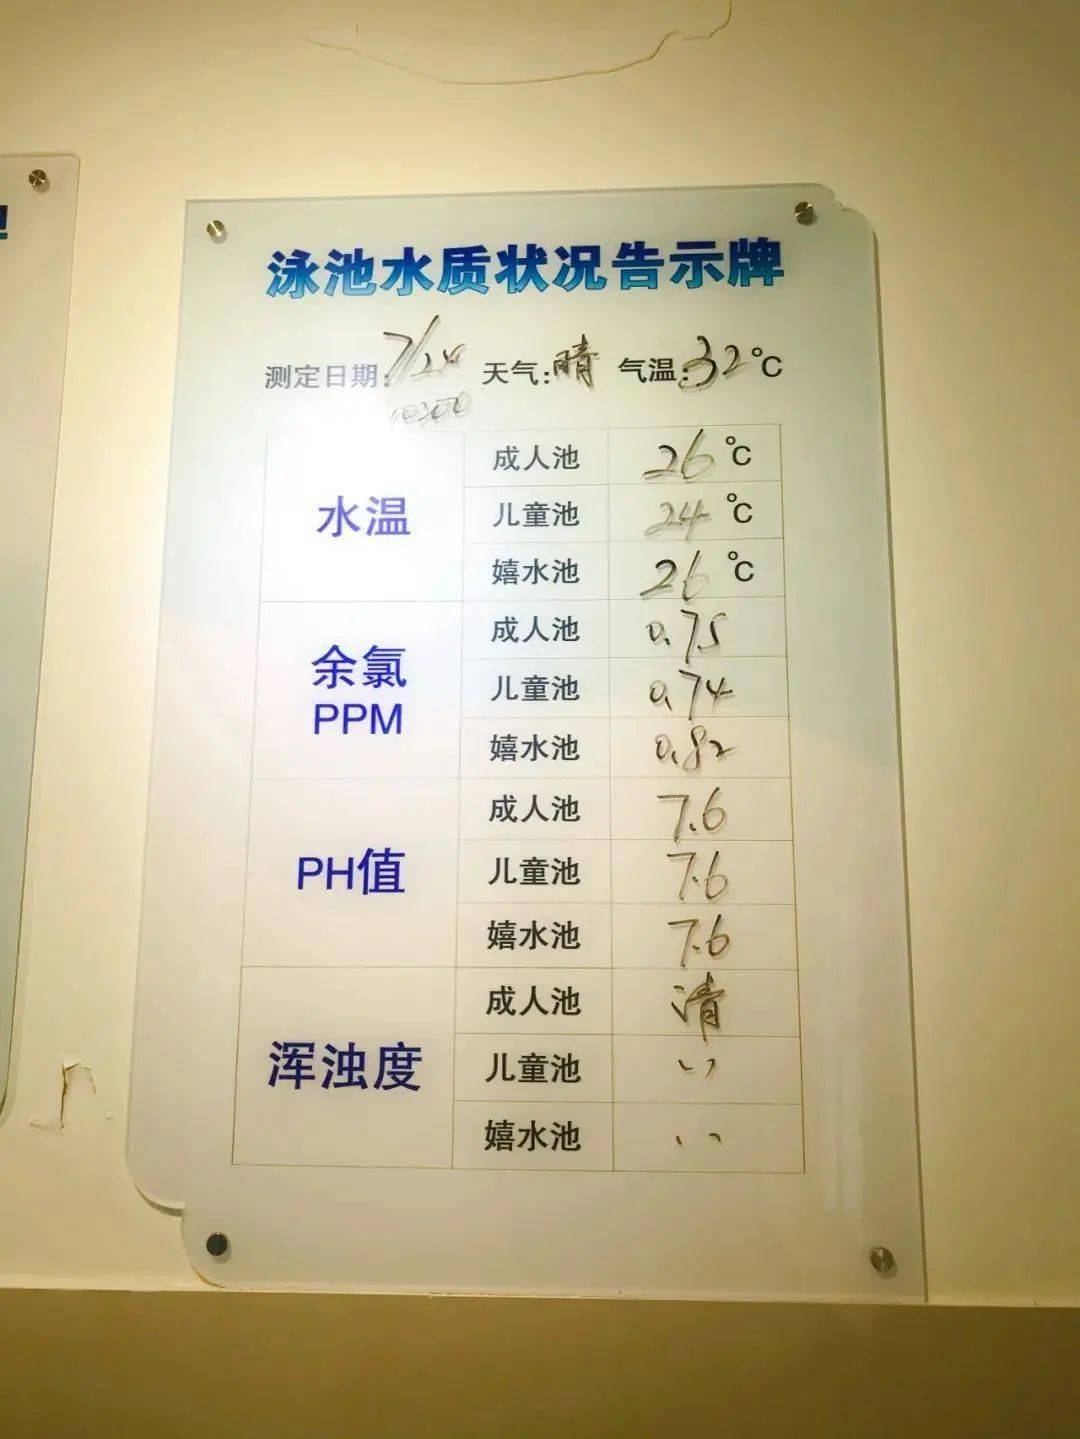 泳池水质状况告示牌
测定日期: 7/24 天气: 晴 气温: 32℃
10:00
水温
成人池 26℃
儿童池 24℃
嬉水池 26℃
余氯
PPM
成人池 0.75
儿童池 0.74
嬉水池 0.82
PH值
成人池 7.6
儿童池 7.6
嬉水池 7.6
浑浊度
成人池 清
儿童池 〃
嬉水池 〃